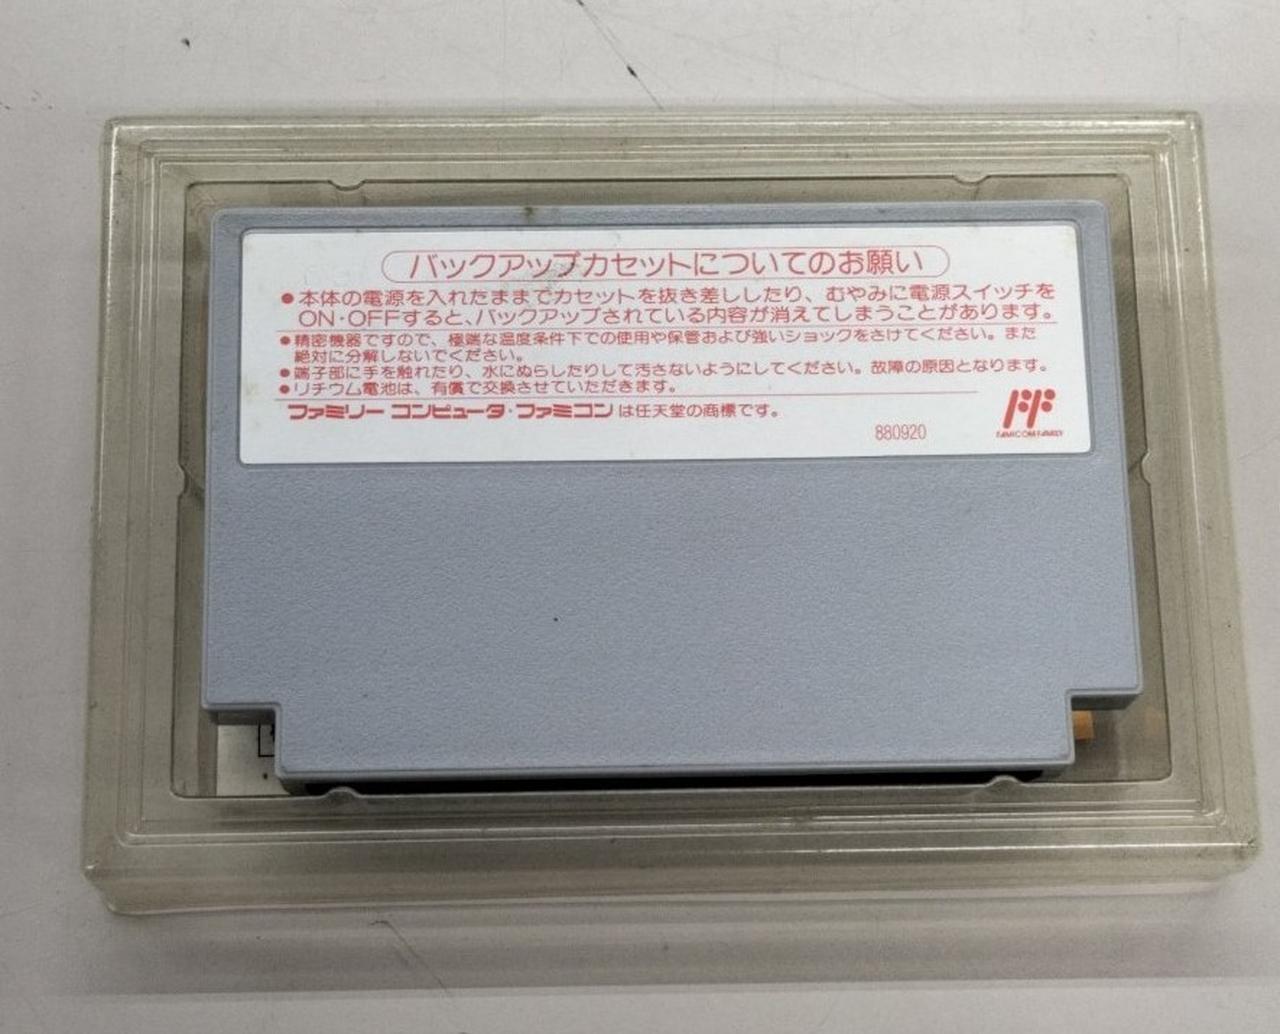 バックアップカセットについてのお願い
●本体の電源を入れたままでカセットを抜き差ししたり、むやみに電源スイッチを
ON·OFFすると、バックアップされている内容が消えてしまうことがあります。
●精密機器ですので、極端な温度条件下での使用や保管および強いショックをさけてください。また
絶対に分解しないでください。
●端子部に手を触れたり、水にぬらしたりして汚さないようにしてください。故障の原因となります。
●リチウム電池は、有償で交換させていただきます。
ファミリー コンピュータ·ファミコン は任天堂の商標です。
880920
FAMICOM FAMILY